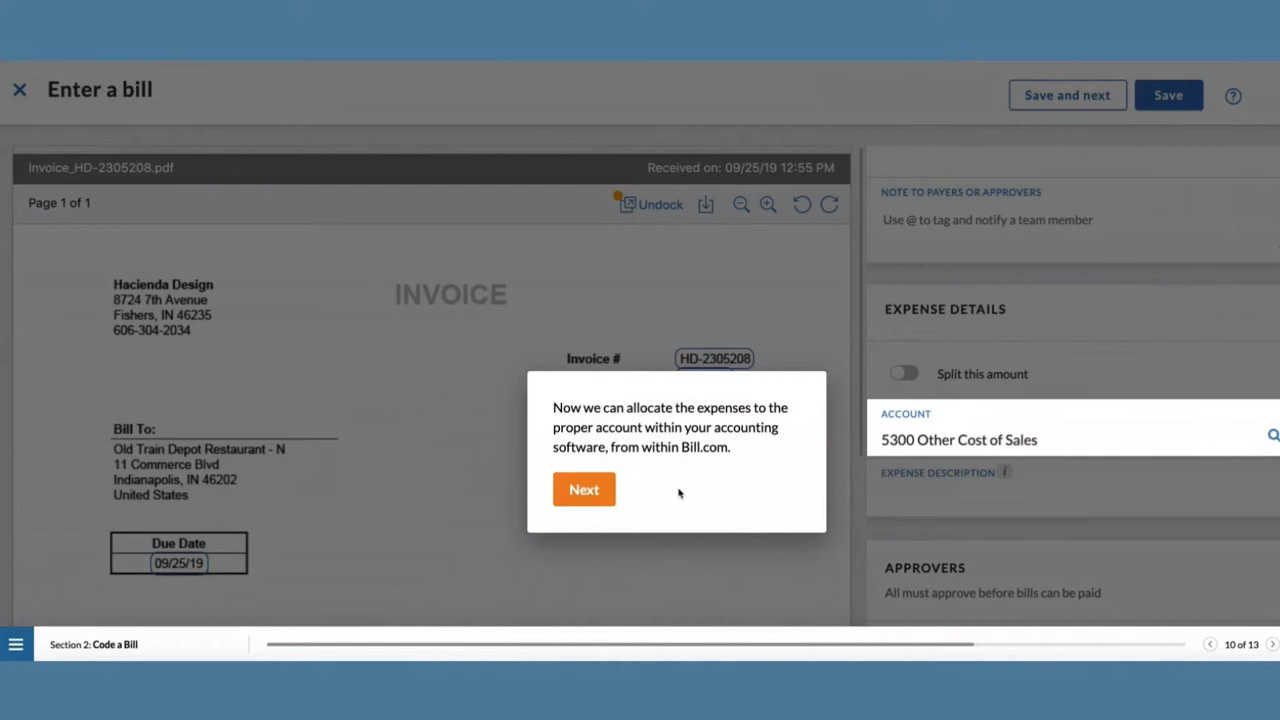 Enter a bill
Save and next
Save
Invoice_HD-2305208.pdf
Received on: 09/25/19 12:55 PM
Page 1 of 1
Undock
Hacienda Design
8724 7th Avenue
Fishers, IN 46235
606-304-2034
INVOICE
Invoice #
HD-2305208
Bill To:
Old Train Depot Restaurant - N
11 Commerce Blvd
Indianapolis, IN 46202
United States
Due Date
09/25/19
Now we can allocate the expenses to the
proper account within your accounting
software, from within Bill.com.
Next
NOTE TO PAYERS OR APPROVERS
Use @ to tag and notify a team member
EXPENSE DETAILS
Split this amount
ACCOUNT
5300 Other Cost of Sales
EXPENSE DESCRIPTION i
APPROVERS
All must approve before bills can be paid
Section 2: Code a Bill
10 of 13